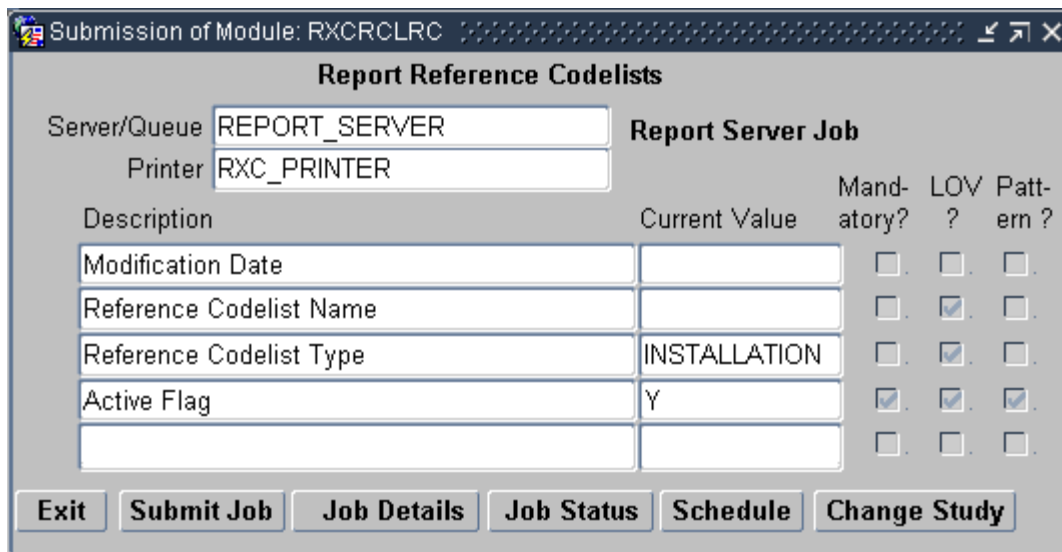 Submission of Module: RXCRCLRC
Report Reference Codelists
Server/Queue REPORT_SERVER Report Server Job
Printer RXC_PRINTER
Mand- LOV Patt-
Description Current Value atory? ? ern ?
Modification Date
Reference Codelist Name
Reference Codelist Type INSTALLATION
Active Flag Y
Exit Submit Job Job Details Job Status Schedule Change Study